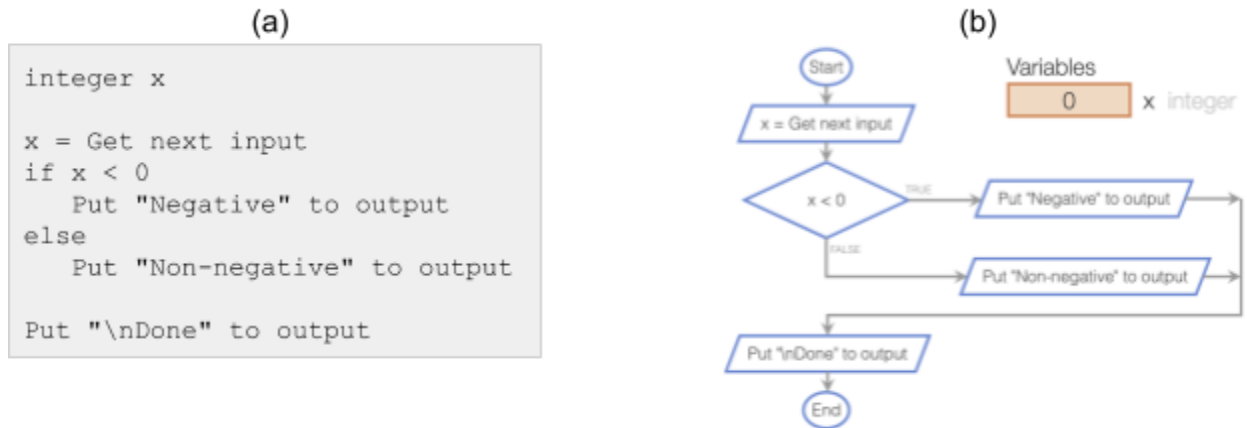 (a)
integer x
x = Get next input
if x < 0
   Put "Negative" to output
else
   Put "Non-negative" to output
Put "\nDone" to output
(b)
Start
Variables
0 x integer
x = Get next input
x < 0
TRUE
Put "Negative" to output
FALSE
Put "Non-negative" to output
Put "\nDone" to output
End